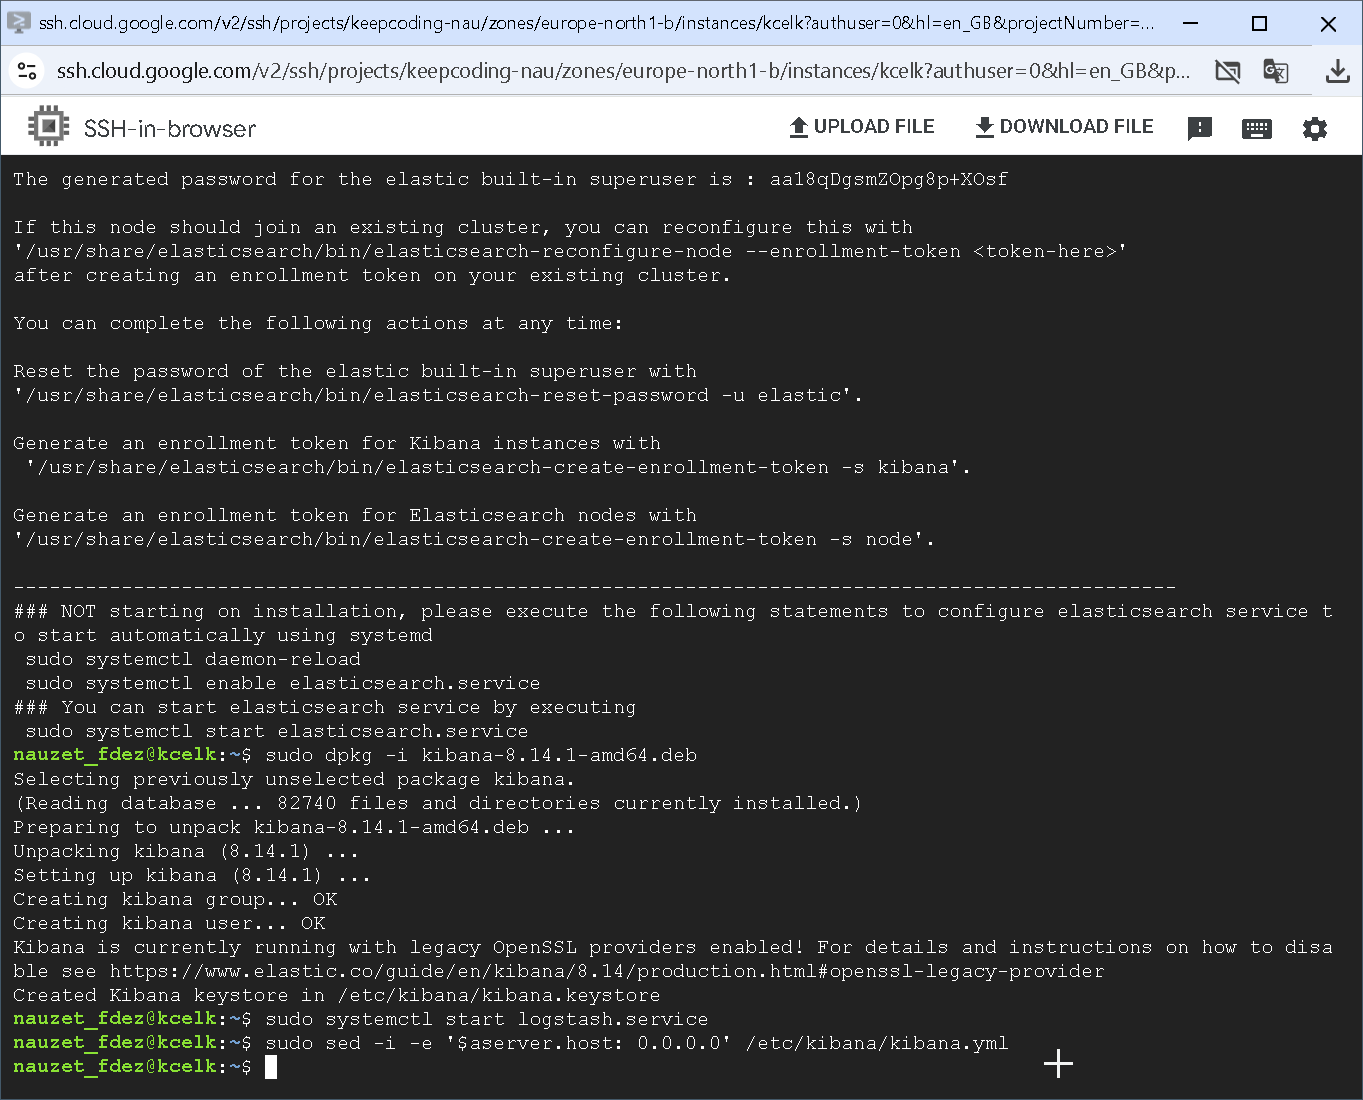 ssh.cloud.google.com/v2/ssh/projects/keepcoding-nau/zones/europe-north1-b/instances/kcelk?authuser=0&hl=en_GB&projectNumber=...
ssh.cloud.google.com/v2/ssh/projects/keepcoding-nau/zones/europe-north1-b/instances/kcelk?authuser=0&hl=en_GB&p...
SSH-in-browser
UPLOAD FILE
DOWNLOAD FILE
The generated password for the elastic built-in superuser is : aa18qDgsmZOpg8p+XOsf
If this node should join an existing cluster, you can reconfigure this with
'/usr/share/elasticsearch/bin/elasticsearch-reconfigure-node --enrollment-token <token-here>'
after creating an enrollment token on your existing cluster.
You can complete the following actions at any time:
Reset the password of the elastic built-in superuser with
'/usr/share/elasticsearch/bin/elasticsearch-reset-password -u elastic'.
Generate an enrollment token for Kibana instances with
 '/usr/share/elasticsearch/bin/elasticsearch-create-enrollment-token -s kibana'.
Generate an enrollment token for Elasticsearch nodes with
'/usr/share/elasticsearch/bin/elasticsearch-create-enrollment-token -s node'.
-------------------------------------------------------------------------------------------------
### NOT starting on installation, please execute the following statements to configure elasticsearch service t
o start automatically using systemd
 sudo systemctl daemon-reload
 sudo systemctl enable elasticsearch.service
### You can start elasticsearch service by executing
 sudo systemctl start elasticsearch.service
nauzet_fdez@kcelk:~$ sudo dpkg -i kibana-8.14.1-amd64.deb
Selecting previously unselected package kibana.
(Reading database ... 82740 files and directories currently installed.)
Preparing to unpack kibana-8.14.1-amd64.deb ...
Unpacking kibana (8.14.1) ...
Setting up kibana (8.14.1) ...
Creating kibana group... OK
Creating kibana user... OK
Kibana is currently running with legacy OpenSSL providers enabled! For details and instructions on how to disa
ble see https://www.elastic.co/guide/en/kibana/8.14/production.html#openssl-legacy-provider
Created Kibana keystore in /etc/kibana/kibana.keystore
nauzet_fdez@kcelk:~$ sudo systemctl start logstash.service
nauzet_fdez@kcelk:~$ sudo sed -i -e '$aserver.host: 0.0.0.0' /etc/kibana/kibana.yml
nauzet_fdez@kcelk:~$